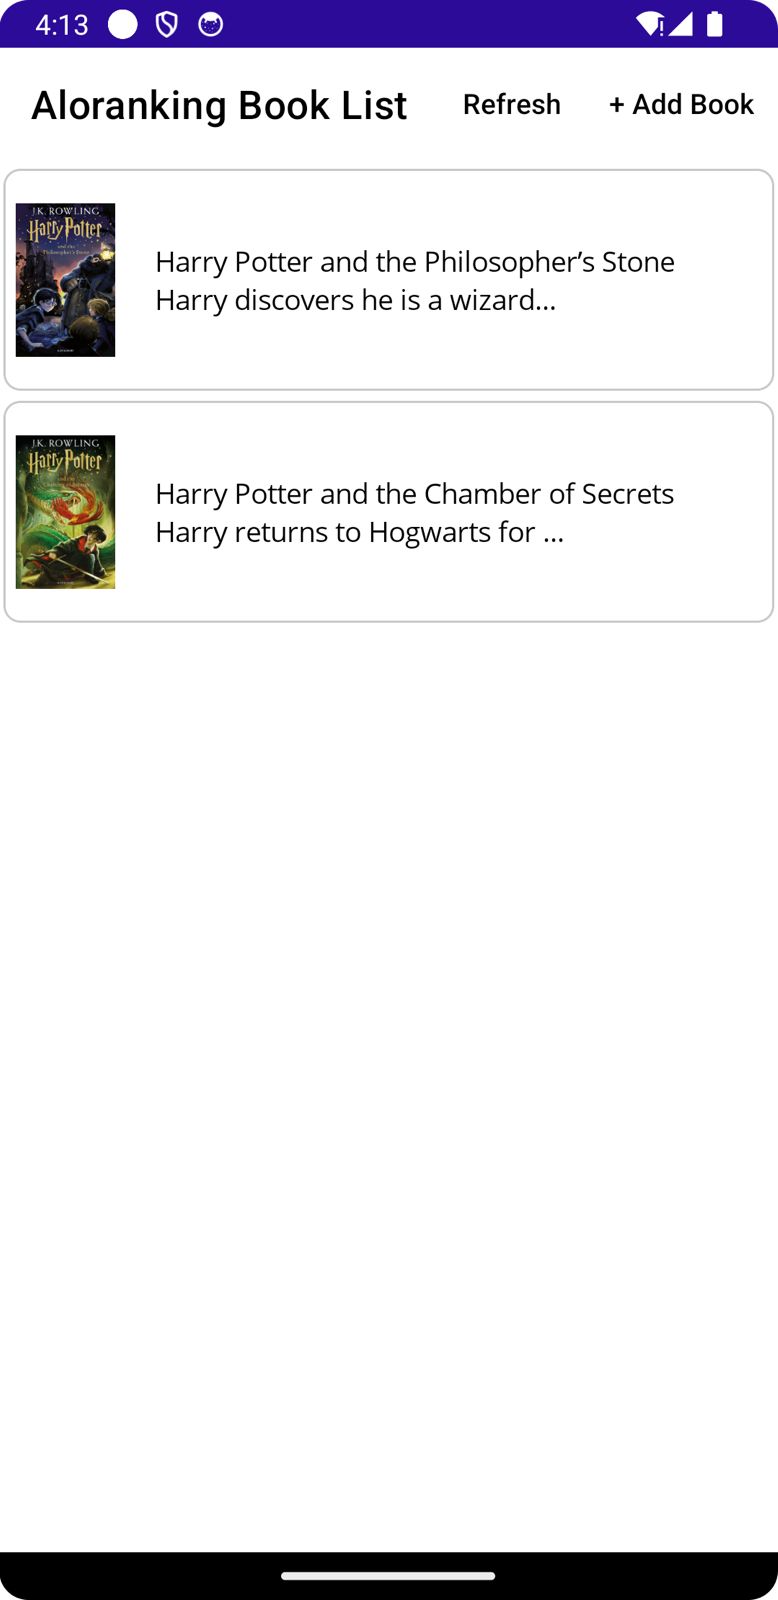 4:13
Aloranking Book List Refresh + Add Book
J.K. ROWLING
Harry Potter
and the
Philosopher's Stone
Harry Potter and the Philosopher’s Stone
Harry discovers he is a wizard...
J.K. ROWLING
Harry Potter
and the
Chamber of Secrets
Harry Potter and the Chamber of Secrets
Harry returns to Hogwarts for ...